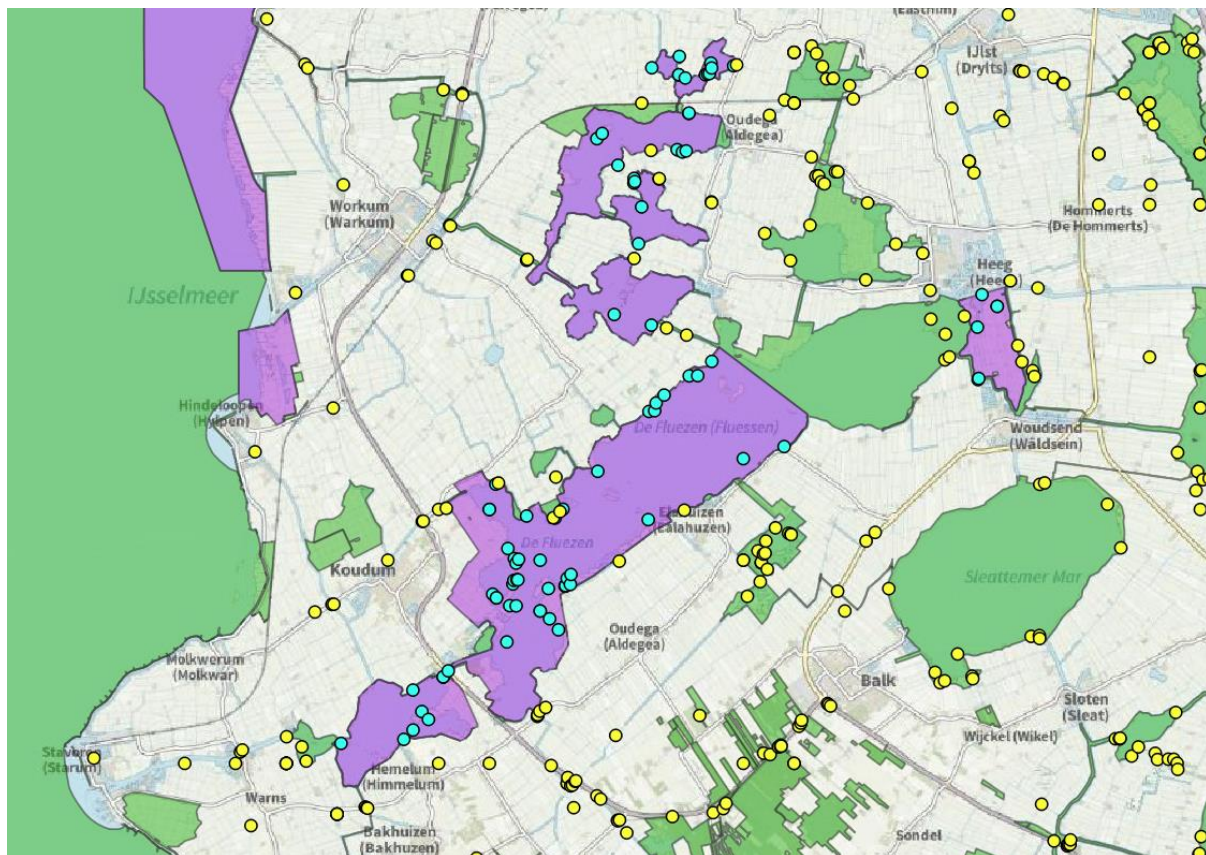 (Easthim)
IJlst
(Drylts)
Oudega
(Aldegea)
Workum
(Warkum)
Hommerts
(De Hommerts)
Heeg
IJsselmeer
Hindeloopen
(Hylpen)
De Fluezen (Fluessen)
Woudsend
(Wâldsein)
(Ealahuzen)
De Fluezen
Koudum
Sleattemer Mar
Oudega
(Aldegea)
Molkwerum
(Molkwar)
Balk
Sloten
(Sleat)
Wijckel (Wikel)
Stavoren
(Starum)
Hemelum
(Himmelum)
Warns
Bakhuizen
(Bakhuzen)
Sondel